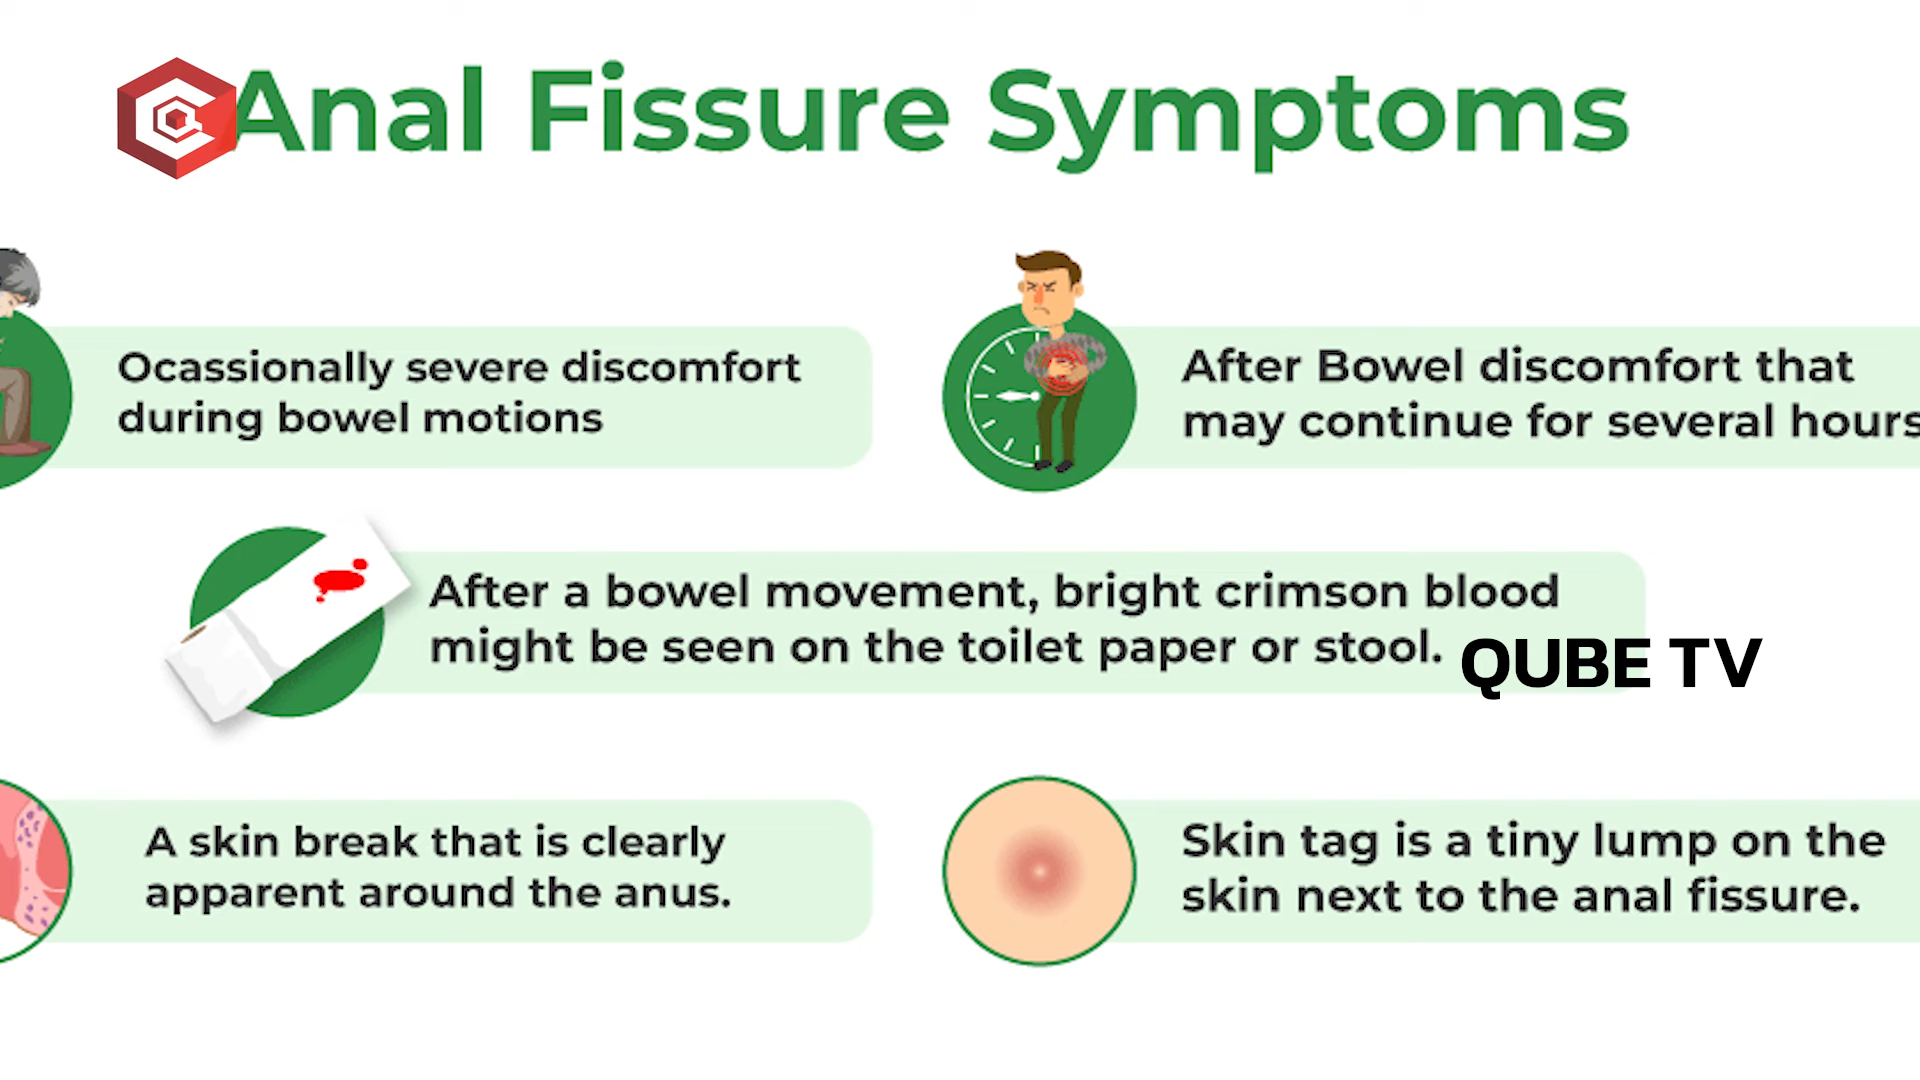 Anal Fissure Symptoms
Ocassionally severe discomfort
during bowel motions
After Bowel discomfort that
may continue for several hours
After a bowel movement, bright crimson blood
might be seen on the toilet paper or stool.
QUBE TV
A skin break that is clearly
apparent around the anus.
Skin tag is a tiny lump on the
skin next to the anal fissure.